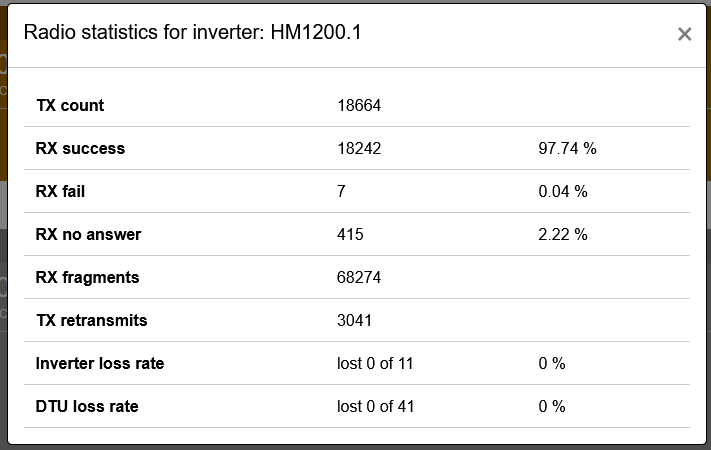 Radio statistics for inverter: HM1200.1 ×
TX count 18664
RX success 18242 97.74 %
RX fail 7 0.04 %
RX no answer 415 2.22 %
RX fragments 68274
TX retransmits 3041
Inverter loss rate lost 0 of 11 0 %
DTU loss rate lost 0 of 41 0 %